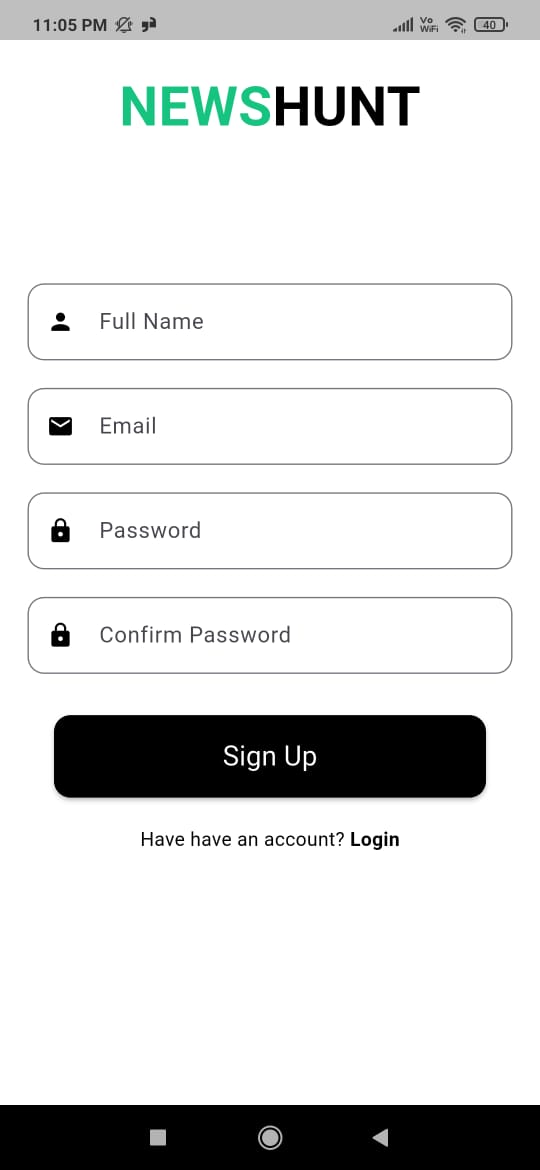 11:05 PM
Vo
WiFi
40
NEWSHUNT
Full Name
Email
Password
Confirm Password
Sign Up
Have have an account? Login